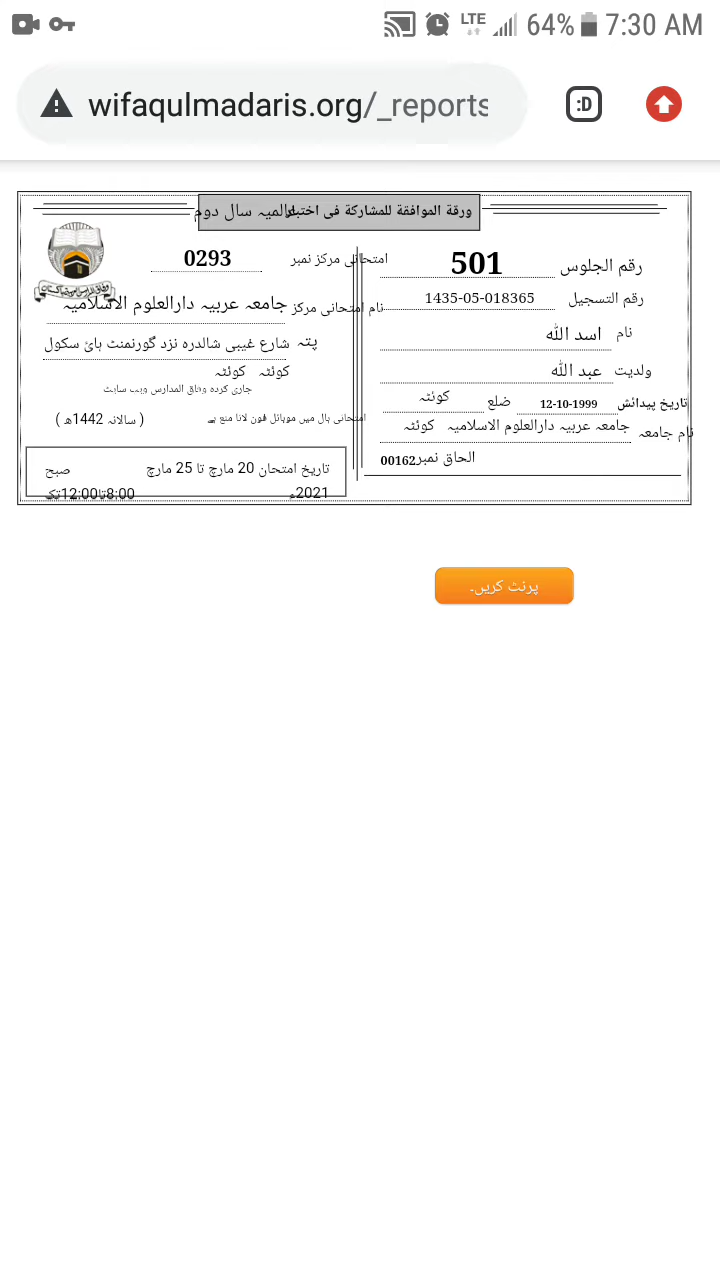 LTE 64% 7:30 AM
wifaqulmadaris.org/_reports
:D
ورقة الموافقة للمشاركة فى اختبار عالمیہ سال دوم
رقم الجلوس 501
رقم التسجيل 1435-05-018365
نام اسد اللہ
ولدیت عبد اللہ
تاریخ پیدائش 12-10-1999 ضلع کوئٹہ
نام جامعہ جامعہ عربیہ دارالعلوم الاسلامیہ کوئٹہ
الحاق نمبر 00162
امتحانی مرکز نمبر 0293
نام امتحانی مرکز جامعہ عربیہ دارالعلوم الاسلامیہ
پتہ شارع غیبی شالدرہ نزد گورنمنٹ ہائ سکول
کوئٹہ کوئٹہ
جاری کردہ وفاق المدارس ویب سایٹ
امتحانی ہال میں موبائل فون لانا منع ہے ( سالانہ 1442ھ )
تاریخ امتحان 20 مارچ تا 25 مارچ صبح
2021ء 8:00تا12:00تک
پرنٹ کریں۔